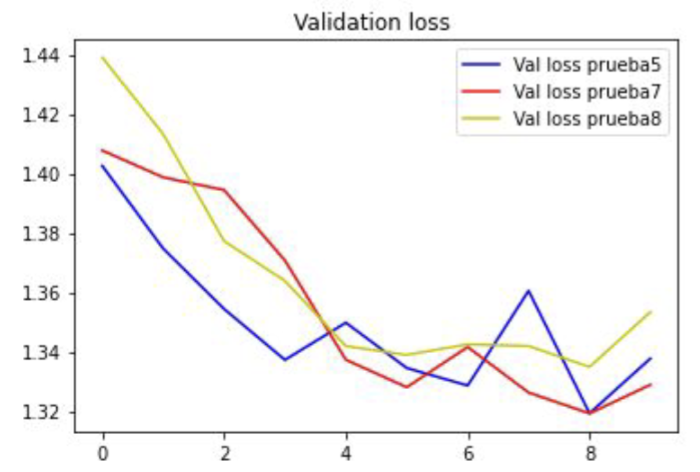 Validation loss
1.44
1.42
1.40
1.38
1.36
1.34
1.32
Val loss prueba5
Val loss prueba7
Val loss prueba8
0 2 4 6 8